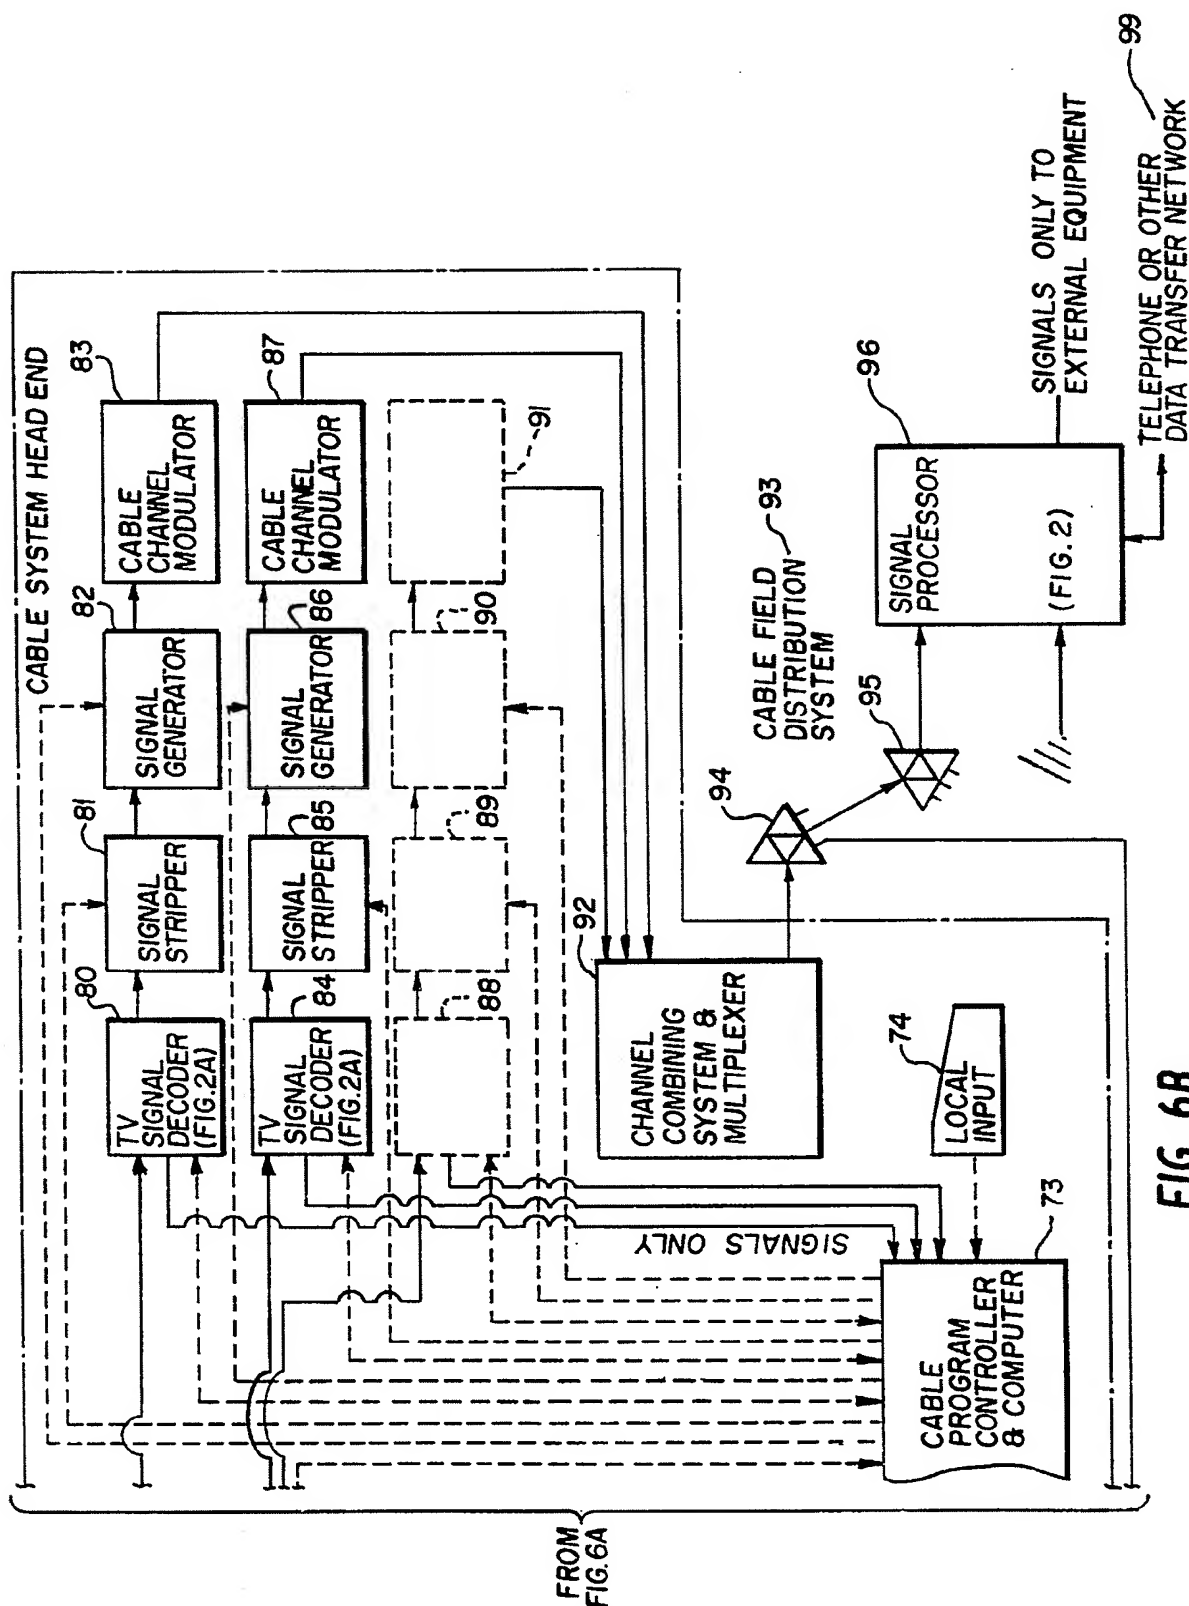 CABLE SYSTEM HEAD END
80
81
82
83
TV
SIGNAL
DECODER
(FIG.2A)
SIGNAL
STRIPPER
SIGNAL
GENERATOR
CABLE
CHANNEL
MODULATOR
84
85
86
87
TV
SIGNAL
DECODER
(FIG.2A)
SIGNAL
STRIPPER
SIGNAL
GENERATOR
CABLE
CHANNEL
MODULATOR
88
89
90
91
FROM
FIG.6A
SIGNALS ONLY
92
CHANNEL
COMBINING
SYSTEM &
MULTIPLEXER
94
95
CABLE FIELD
DISTRIBUTION
SYSTEM
93
74
LOCAL
INPUT
73
CABLE
PROGRAM
CONTROLLER
& COMPUTER
96
SIGNAL
PROCESSOR
(FIG. 2)
SIGNALS ONLY TO
EXTERNAL EQUIPMENT
99
TELEPHONE OR OTHER
DATA TRANSFER NETWORK
FIG. 6B